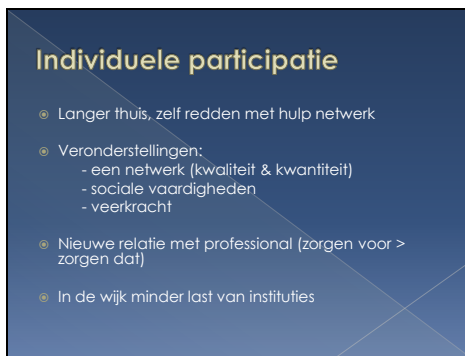 Individuele participatie
Langer thuis, zelf redden met hulp netwerk
Veronderstellingen:
- een netwerk (kwaliteit & kwantiteit)
- sociale vaardigheden
- veerkracht
Nieuwe relatie met professional (zorgen voor >
zorgen dat)
In de wijk minder last van instituties